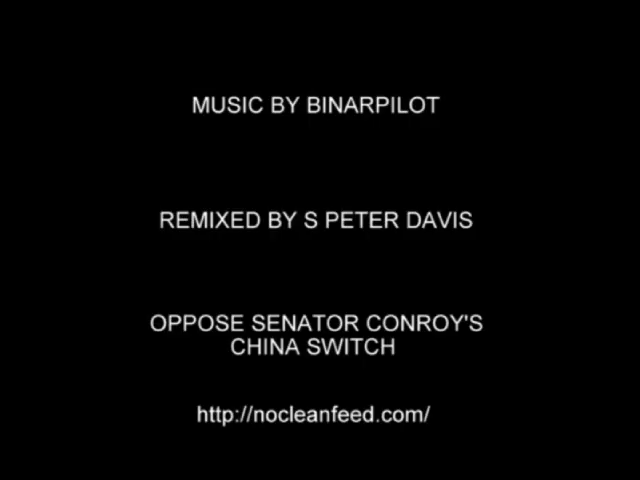 MUSIC BY BINARPILOT
REMIXED BY S PETER DAVIS
OPPOSE SENATOR CONROY'S
CHINA SWITCH
http://nocleanfeed.com/